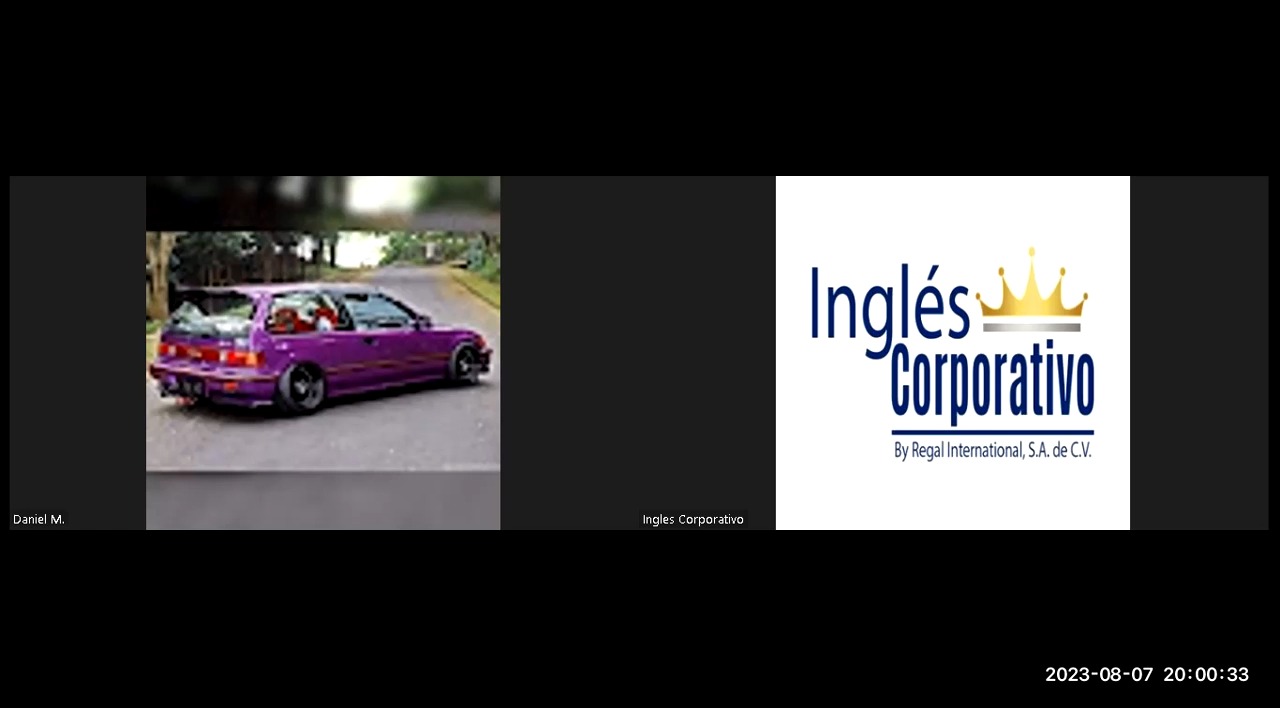 Inglés
Corporativo
By Regal International, S.A. de C.V.
Daniel M.
Ingles Corporativo
2023-08-07 20:00:33